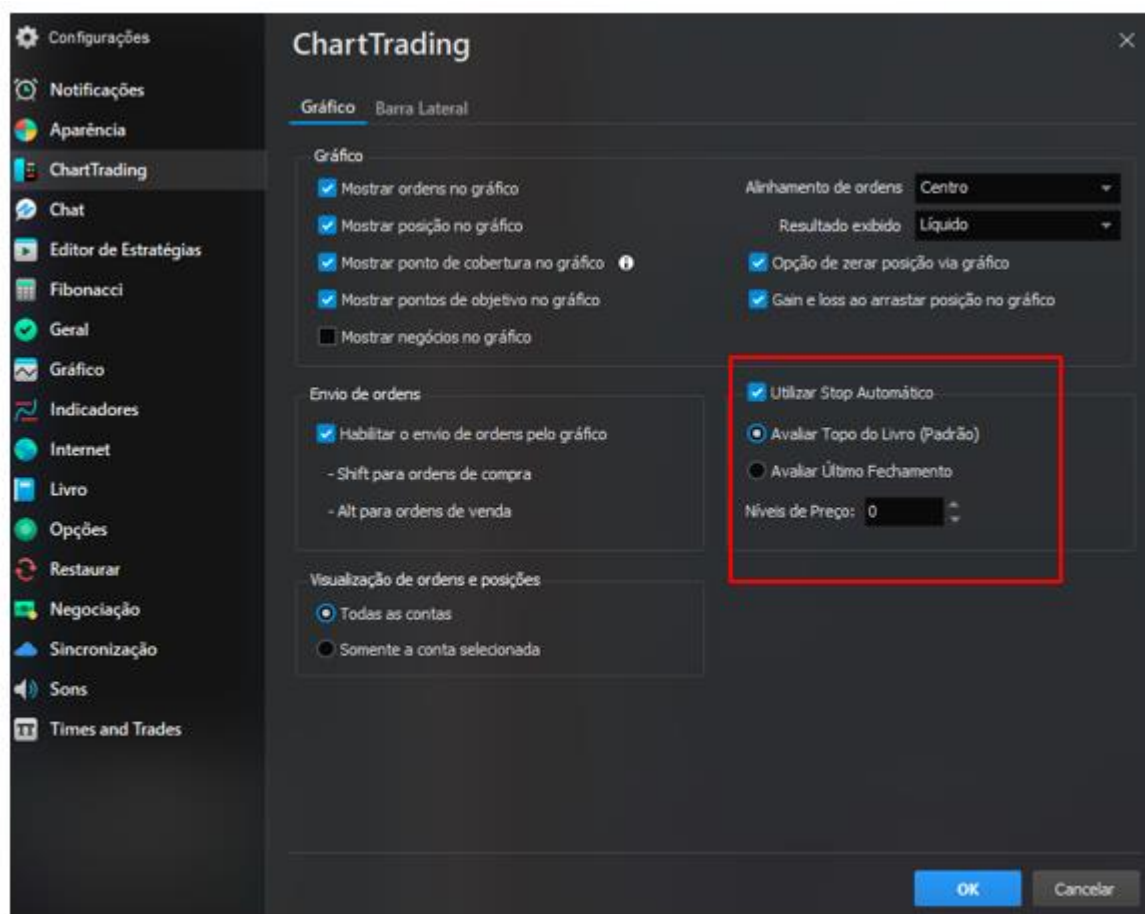 Configurações
Notificações
Aparência
ChartTrading
Chat
Editor de Estratégias
Fibonacci
Geral
Gráfico
Indicadores
Internet
Livro
Opções
Restaurar
Negociação
Sincronização
Sons
Times and Trades
ChartTrading
Gráfico Barra Lateral
Gráfico
Mostrar ordens no gráfico
Mostrar posição no gráfico
Mostrar ponto de cobertura no gráfico
Mostrar pontos de objetivo no gráfico
Mostrar negócios no gráfico
Alinhamento de ordens Centro
Resultado exibido Líquido
Opção de zerar posição via gráfico
Gain e loss ao arrastar posição no gráfico
Envio de ordens
Habilitar o envio de ordens pelo gráfico
- Shift para ordens de compra
- Alt para ordens de venda
Utilizar Stop Automático
Avaliar Topo do Livro (Padrão)
Avaliar Último Fechamento
Níveis de Preço: 0
Visualização de ordens e posições
Todas as contas
Somente a conta selecionada
OK Cancelar